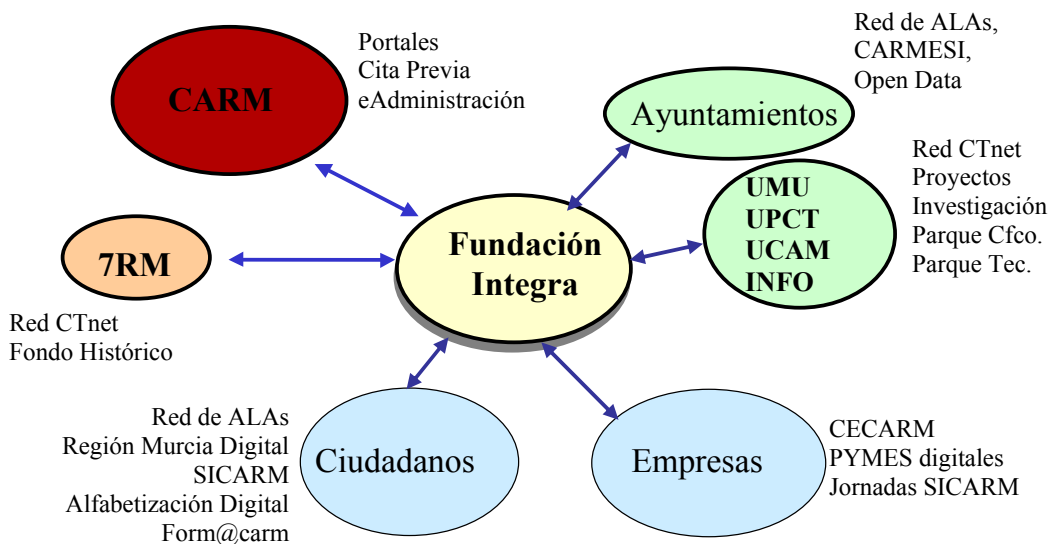 Portales
Cita Previa
eAdministración
CARM
Red de ALAs,
CARMESI,
Open Data
Ayuntamientos
Red CTnet
Proyectos
Investigación
Parque Cfco.
Parque Tec.
UMU
UPCT
UCAM
INFO
Fundación
Integra
7RM
Red CTnet
Fondo Histórico
Red de ALAs
Región Murcia Digital
SICARM
Alfabetización Digital
Form@carm
Ciudadanos
Empresas
CECARM
PYMES digitales
Jornadas SICARM